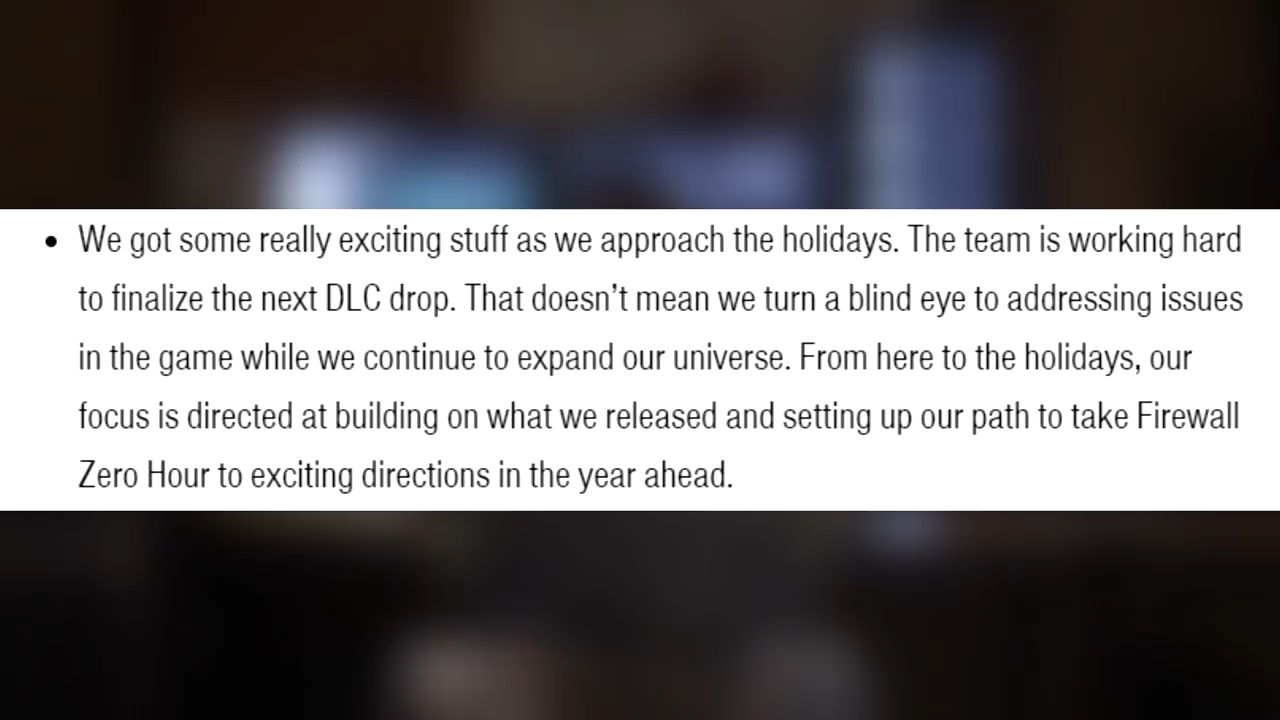 • We got some really exciting stuff as we approach the holidays. The team is working hard
to finalize the next DLC drop. That doesn’t mean we turn a blind eye to addressing issues
in the game while we continue to expand our universe. From here to the holidays, our
focus is directed at building on what we released and setting up our path to take Firewall
Zero Hour to exciting directions in the year ahead.